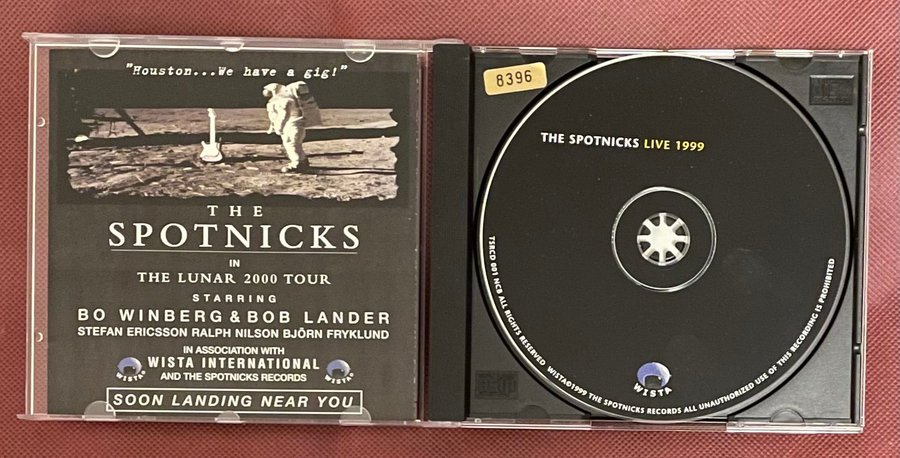 "Houston...We have a gig!"
THE
SPOTNICKS
IN
THE LUNAR 2000 TOUR
STARRING
BO WINBERG & BOB LANDER
STEFAN ERICSSON RALPH NILSON BJÖRN FRYKLUND
IN ASSOCIATION WITH
WISTA INTERNATIONAL
AND THE SPOTNICKS RECORDS
WISTA
WISTA
SOON LANDING NEAR YOU
8396
THE SPOTNICKS LIVE 1999
TSRCD 001 NCB ALL RIGHTS RESERVED WISTA©1999 THE SPOTNICKS RECORDS ALL UNAUTHORIZED USE OF THIS RECORDING IS PROHIBITED
WISTA